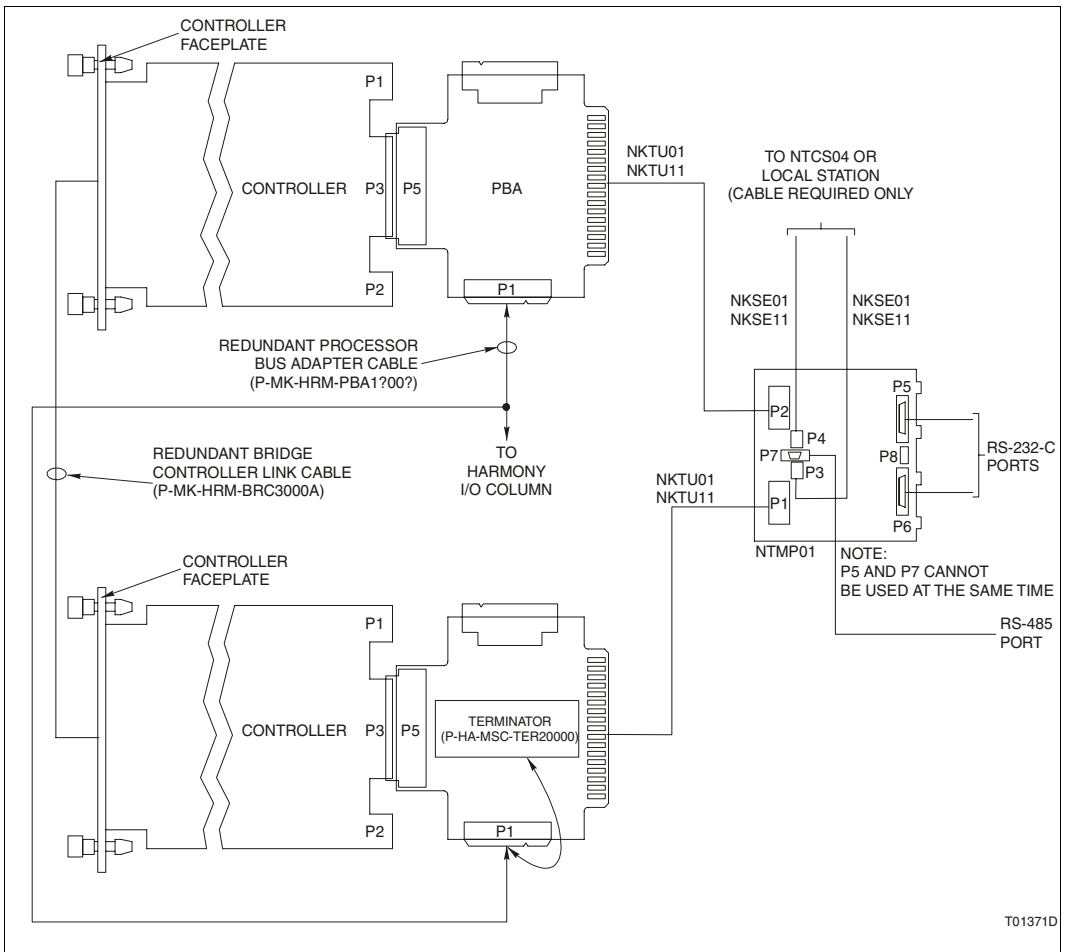 CONTROLLER
FACEPLATE
P1
CONTROLLER
P3
P5
PBA
P2
P1
NKTU01
NKTU11
TO NTCS04 OR
LOCAL STATION
(CABLE REQUIRED ONLY
NKSE01
NKSE11
NKSE01
NKSE11
REDUNDANT PROCESSOR
BUS ADAPTER CABLE
(P-MK-HRM-PBA1?00?)
TO
HARMONY
I/O COLUMN
REDUNDANT BRIDGE
CONTROLLER LINK CABLE
(P-MK-HRM-BRC3000A)
NKTU01
NKTU11
P2
P4
P7
P3
P1
P5
P8
P6
RS-232-C
PORTS
NTMP01
NOTE:
P5 AND P7 CANNOT
BE USED AT THE SAME TIME
RS-485
PORT
CONTROLLER
FACEPLATE
P1
CONTROLLER
P3
P5
TERMINATOR
(P-HA-MSC-TER20000)
P2
P1
T01371D